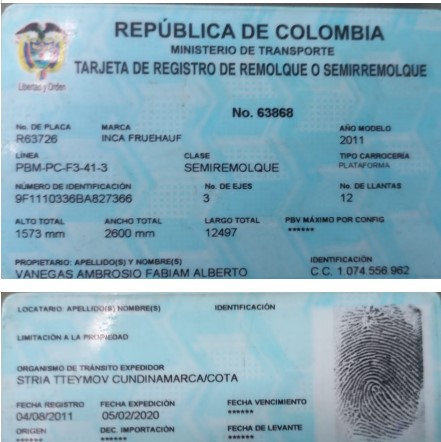 REPÚBLICA DE COLOMBIA
MINISTERIO DE TRANSPORTE
TARJETA DE REGISTRO DE REMOLQUE O SEMIRREMOLQUE
Libertad y Orden
No. 63868
No. DE PLACA MARCA AÑO MODELO
R63726 INCA FRUEHAUF 2011
LÍNEA CLASE TIPO CARROCERÍA
PBM-PC-F3-41-3 SEMIREMOLQUE PLATAFORMA
NÚMERO DE IDENTIFICACIÓN No. DE EJES No. DE LLANTAS
9F1110336BA827366 3 12
ALTO TOTAL ANCHO TOTAL LARGO TOTAL PBV MÁXIMO POR CONFIG
1573 mm 2600 mm 12497 ******
PROPIETARIO: APELLIDO(S) Y NOMBRE(S) IDENTIFICACIÓN
VANEGAS AMBROSIO FABIAM ALBERTO C.C. 1.074.556.962
LOCATARIO: APELLIDO(S) NOMBRE(S) IDENTIFICACIÓN
LIMITACIÓN A LA PROPIEDAD
ORGANISMO DE TRÁNSITO EXPEDIDOR
STRIA TTEYMOV CUNDINAMARCA/COTA
FECHA REGISTRO FECHA EXPEDICIÓN FECHA VENCIMIENTO
04/08/2011 05/02/2020 ******
ORIGEN DEC. IMPORTACIÓN FECHA DE LEVANTE
****** ****** ******